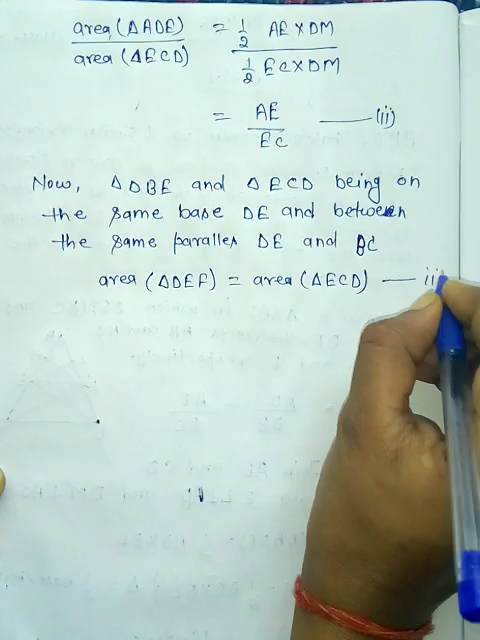 area (ΔADE) / area (ΔECD) = 1/2 AE × DM / 1/2 EC × DM
= AE / EC —— (ii)
Now, ΔDBE and ΔECD being on
the same base DE and between
the same parallel DE and BC
area (ΔDEF) = area (ΔECD) — ii